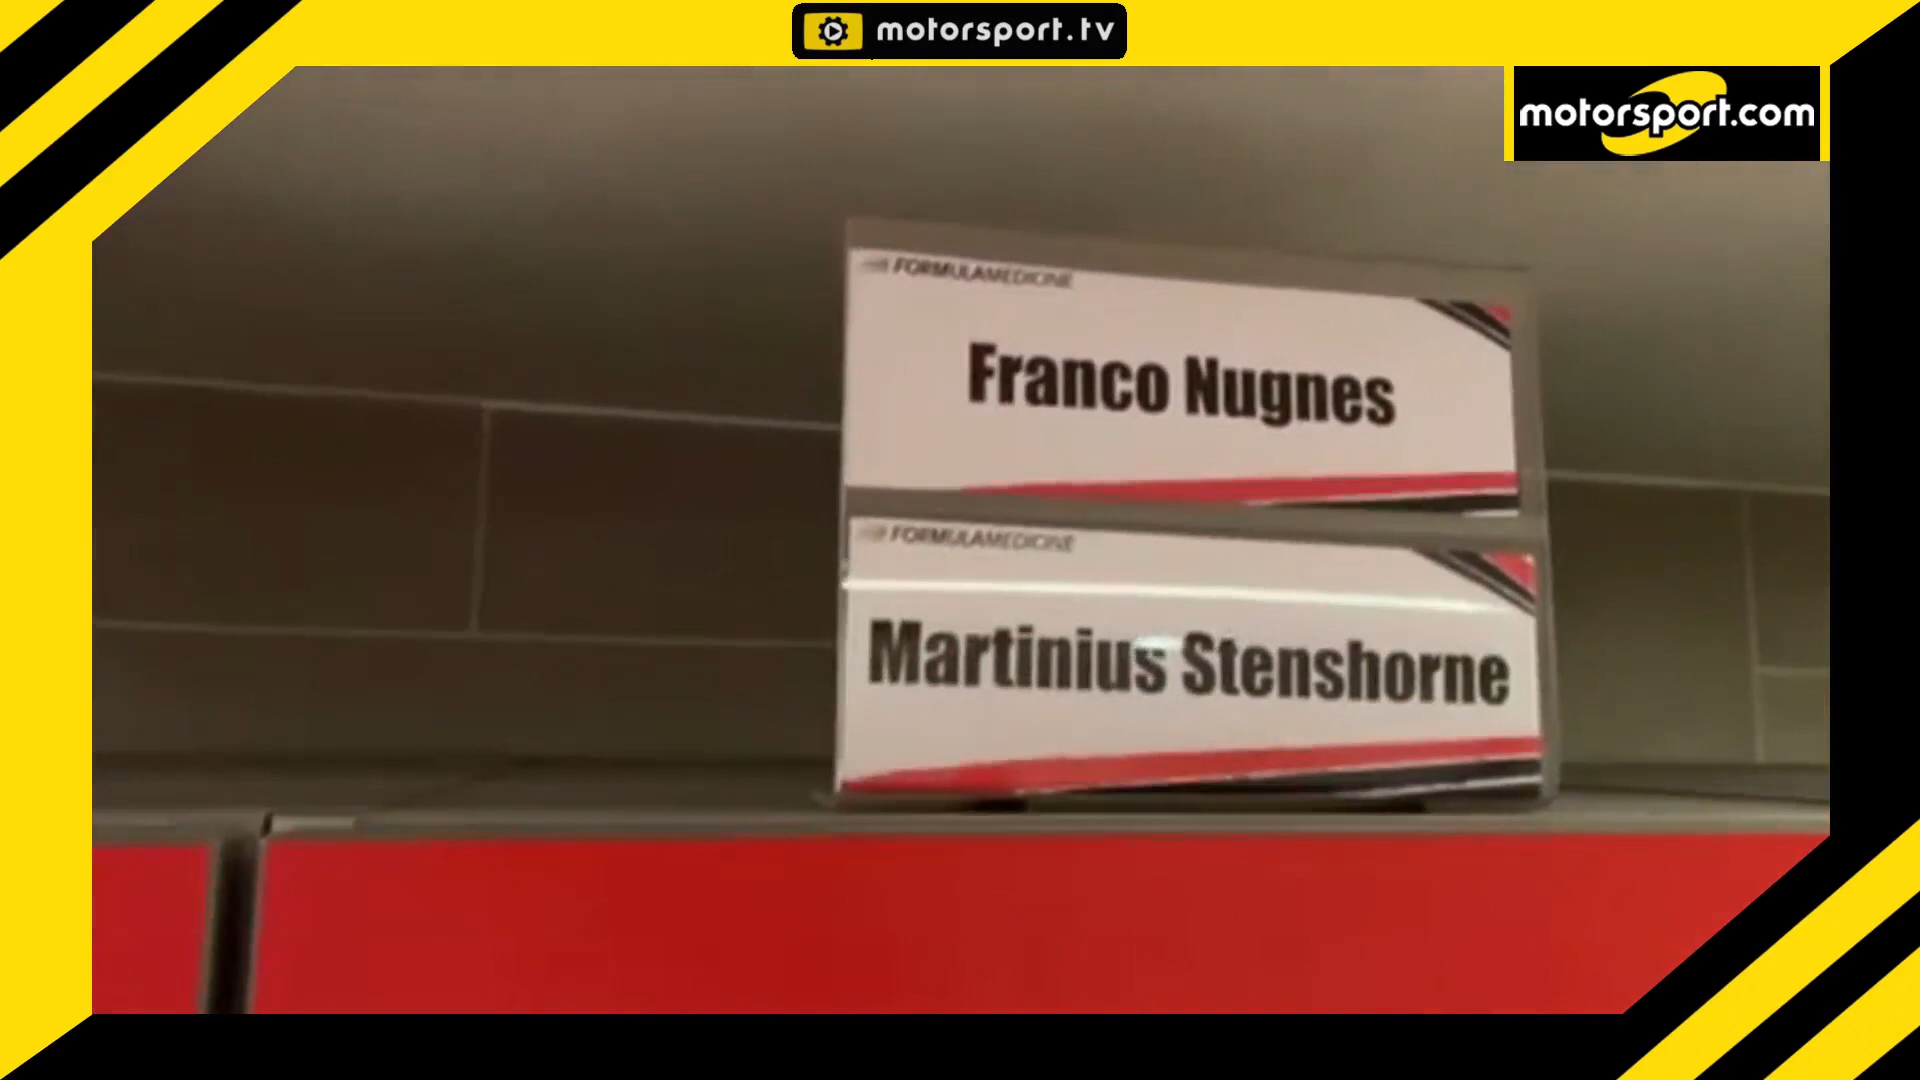 motorsport.tv
motorsport.com
FORMULAMEDICINE
Franco Nugnes
FORMULAMEDICINE
Martinius Stenshorne